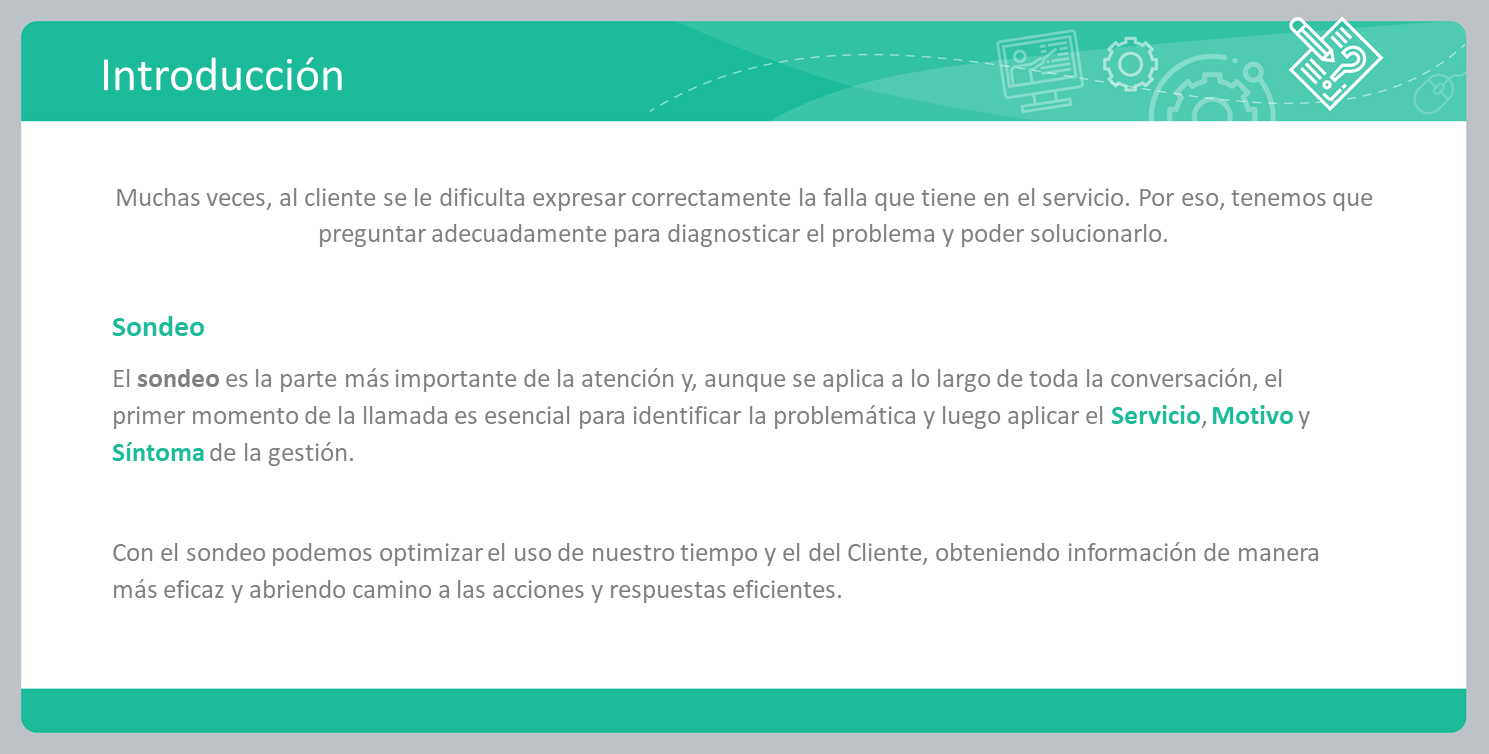 Introducción
Muchas veces, al cliente se le dificulta expresar correctamente la falla que tiene en el servicio. Por eso, tenemos que
preguntar adecuadamente para diagnosticar el problema y poder solucionarlo.
Sondeo
El sondeo es la parte más importante de la atención y, aunque se aplica a lo largo de toda la conversación, el
primer momento de la llamada es esencial para identificar la problemática y luego aplicar el Servicio, Motivo y
Síntoma de la gestión.
Con el sondeo podemos optimizar el uso de nuestro tiempo y el del Cliente, obteniendo información de manera
más eficaz y abriendo camino a las acciones y respuestas eficientes.